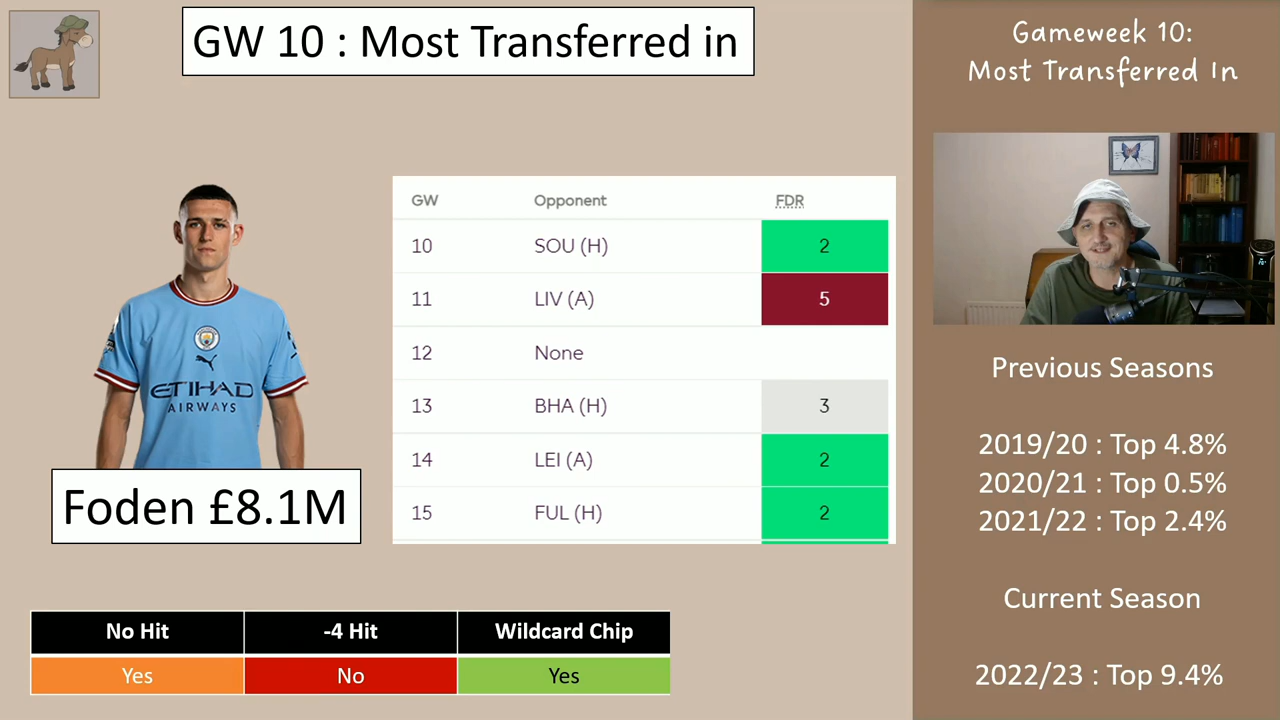 GW 10 : Most Transferred in
GW Opponent FDR
10 SOU (H) 2
11 LIV (A) 5
12 None
13 BHA (H) 3
14 LEI (A) 2
15 FUL (H) 2
ETIHAD
AIRWAYS
Foden £8.1M
No Hit -4 Hit Wildcard Chip
Yes No Yes
Gameweek 10:
Most Transferred In
Previous Seasons
2019/20 : Top 4.8%
2020/21 : Top 0.5%
2021/22 : Top 2.4%
Current Season
2022/23 : Top 9.4%